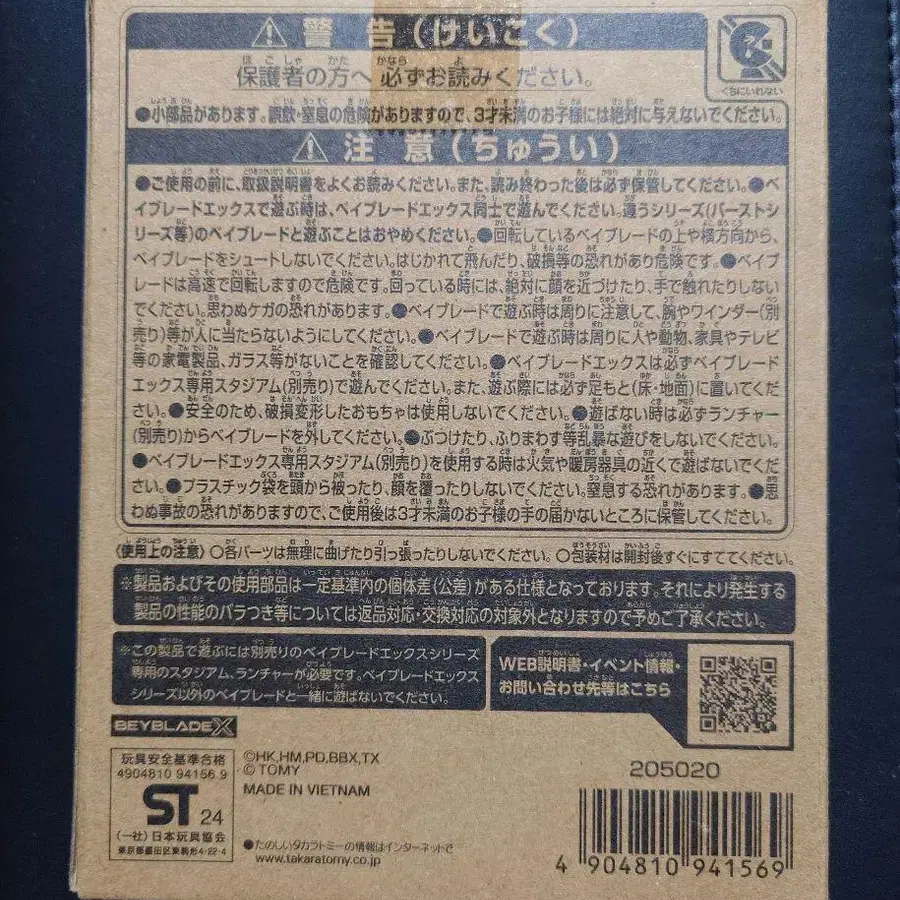 警告(けいこく)
保護者の方へ 必ずお読みください。
くちにいれない
●小部品があります。誤飲・窒息の危険がありますので、3才未満のお子様には絶対に与えないでください。
注意(ちゅうい)
●ご使用の前に、取扱説明書をよくお読みください。また、読み終わった後は必ず保管してください。●ベ
イブレードエックスで遊ぶ時は、ベイブレードエックス同士で遊んでください。違うシリーズ(バーストシ
リーズ等)のベイブレードと遊ぶことはおやめください。●回転しているベイブレードの上や横方向から、
ベイブレードをシュートしないでください。はじかれて飛んだり、破損等の恐れがあり危険です。●ベイブ
レードは高速で回転しますので危険です。回っている時には、絶対に顔を近づけたり、手で触れたりしない
でください。思わぬケガの恐れがあります。●ベイブレードで遊ぶ時は周りに注意して、腕やワインダー(別
売り)等が人に当たらないようにしてください。●ベイブレードで遊ぶ時は周りに人や動物、家具やテレビ
等の家電製品、ガラス等がないことを確認してください。●ベイブレードエックスは必ずベイブレード
エックス専用スタジアム(別売り)で遊んでください。また、遊ぶ際には必ず足もと(床・地面)に置いてくだ
さい。●安全のため、破損変形したおもちゃは使用しないでください。●遊ばない時は必ずランチャー
(別売り)からベイブレードを外してください。●ぶつけたり、ふりまわす等乱暴な遊びをしないでください。
●ベイブレードエックス専用スタジアム(別売り)を使用する時は火気や暖房器具の近くで遊ばないでくだ
さい。●プラスチック袋を頭から被ったり、顔を覆ったりしないでください。窒息する恐れがあります。●思
わぬ事故の恐れがありますので、ご使用後は3才未満のお子様の手の届かないところに保管してください。
〈使用上の注意〉○各パーツは無理に曲げたり引っ張ったりしないでください。○包装材は開封後すぐにすててください。
※製品およびその使用部品は一定基準内の個体差(公差)がある仕様となっております。それにより発生する
製品の性能のバラつき等については返品対応・交換対応の対象外となりますので予めご了承ください。
※この製品で遊ぶには別売りのベイブレードエックスシリーズ
専用のスタジアム、ランチャーが必要です。ベイブレードエックス
シリーズ以外のベイブレードと一緒に遊ばないでください。
WEB説明書・イベント情報・
お問い合わせ先等はこちら
BEYBLADE X
玩具安全基準合格
4904810 94156 9
ST 24
(一社)日本玩具協会
東京都墨田区東駒形4-22-4
©HK,HM,PD,BBX,TX
© TOMY
MADE IN VIETNAM
●たのしいタカラトミーの情報はインターネットで
www.takaratomy.co.jp
205020
4 904810 941569